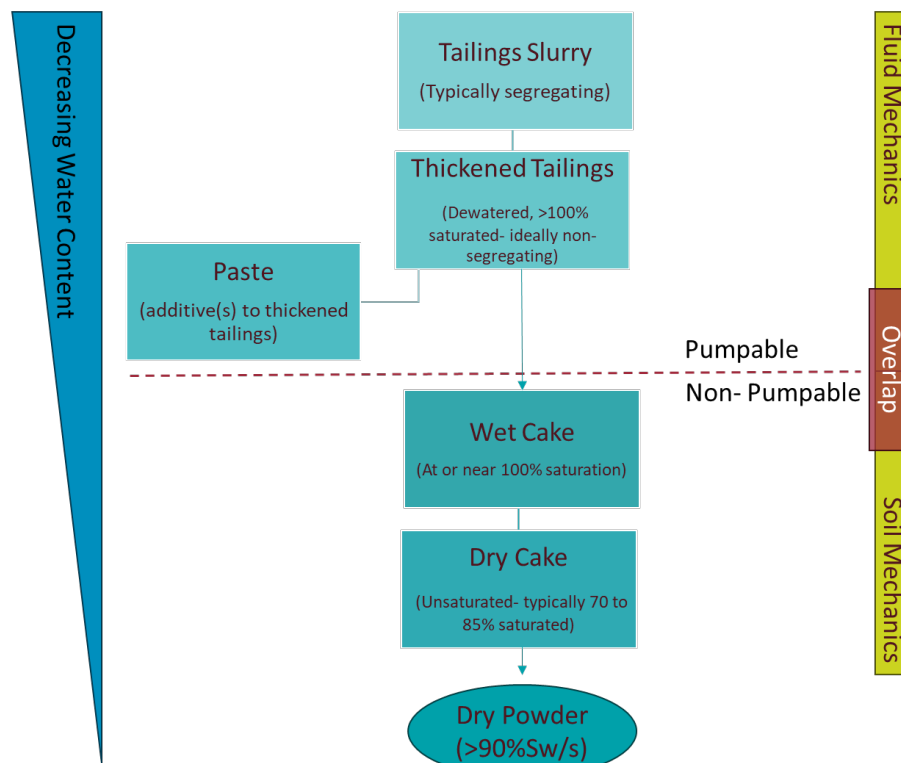 Decreasing Water Content
Tailings Slurry
(Typically segregating)
Thickened Tailings
(Dewatered, >100%
saturated- ideally non-
segregating)
Paste
(additive(s) to thickened
tailings)
Pumpable
Non- Pumpable
Wet Cake
(At or near 100% saturation)
Dry Cake
(Unsaturated- typically 70 to
85% saturated)
Dry Powder
(>90%Sw/s)
Fluid Mechanics
Overlap
Soil Mechanics